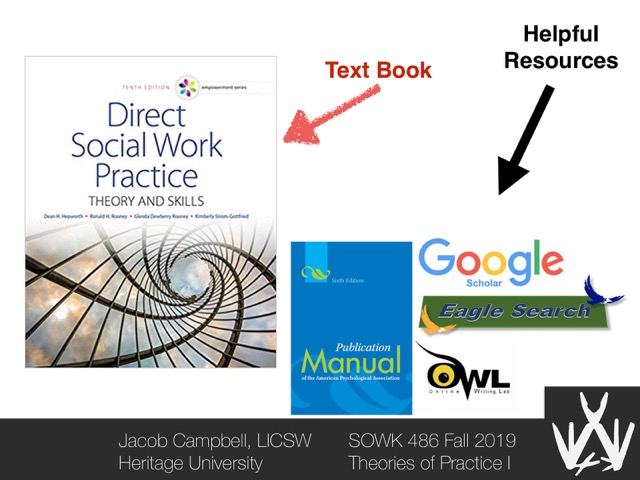 Helpful
Resources
Text Book
TENTH EDITION
empowerment series
Direct
Social Work
Practice
THEORY AND SKILLS
Dean H. Hepworth • Ronald H. Rooney • Glenda Dewberry Rooney • Kimberly Strom-Gottfried
Sixth Edition
Publication
Manual
of the American Psychological Association
Google
Scholar
Eagle Search
OWL
Online Writing Lab
Jacob Campbell, LICSW
Heritage University
SOWK 486 Fall 2019
Theories of Practice I